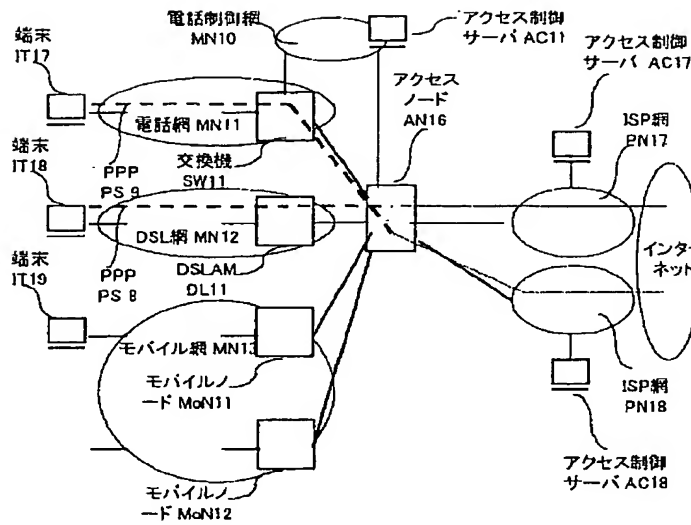 電話制御網
MN10
アクセス制御
サーバ AC11
アクセス制御
サーバ AC17
端末
IT17
アクセス
ノード
AN16
ISP網
PN17
電話網 MN11
端末
IT18
PPP
PS 9
交換機
SW11
DSL網 MN12
インター
ネット
端末
IT19
PPP
PS 8
DSLAM
DL11
モバイル網 MN13
モバイルノ
ード MoN11
ISP網
PN18
アクセス制御
サーバ AC18
モバイルノ
ード MoN12